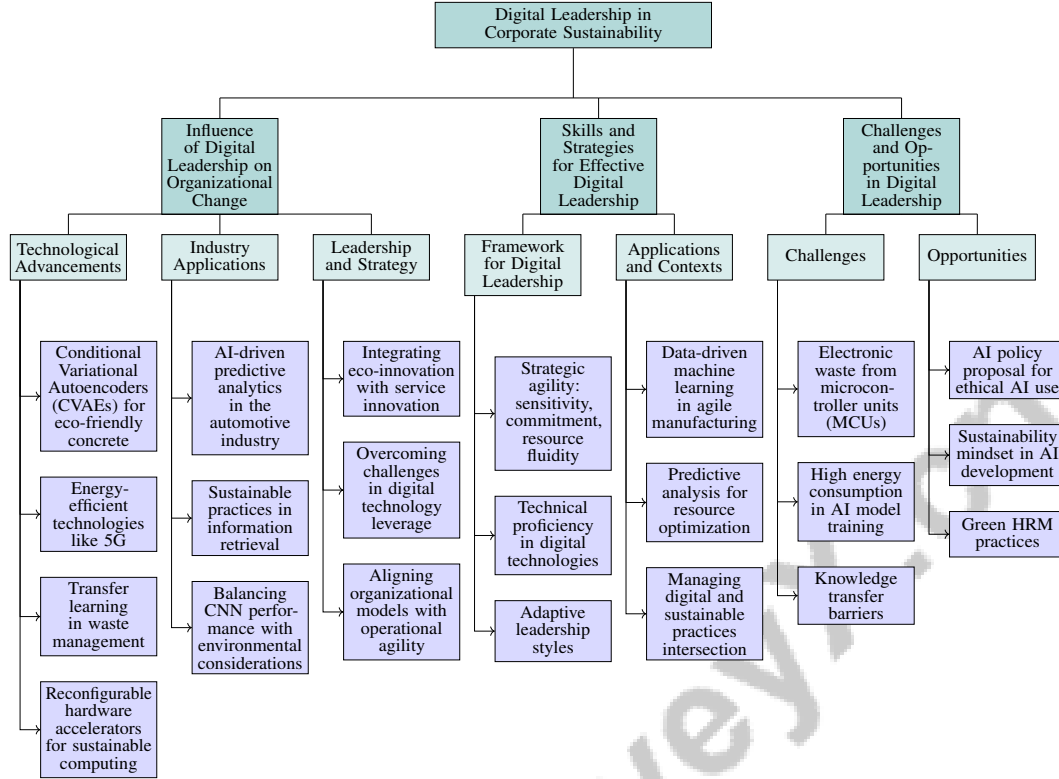 Digital Leadership in
Corporate Sustainability
Influence
of Digital
Leadership on
Organizational
Change
Skills and
Strategies
for Effective
Digital
Leadership
Challenges
and Op-
portunities
in Digital
Leadership
Technological
Advancements
Industry
Applications
Leadership
and Strategy
Framework
for Digital
Leadership
Applications
and Contexts
Challenges
Opportunities
Conditional
Variational
Autoencoders
(CVAEs) for
eco-friendly
concrete
Energy-
efficient
technologies
like 5G
Transfer
learning
in waste
management
Reconfigurable
hardware
accelerators
for sustainable
computing
AI-driven
predictive
analytics
in the
automotive
industry
Sustainable
practices in
information
retrieval
Balancing
CNN perfor-
mance with
environmental
considerations
Integrating
eco-innovation
with service
innovation
Overcoming
challenges
in digital
technology
leverage
Aligning
organizational
models with
operational
agility
Strategic
agility:
sensitivity,
commitment,
resource
fluidity
Technical
proficiency
in digital
technologies
Adaptive
leadership
styles
Data-driven
machine
learning
in agile
manufacturing
Predictive
analysis for
resource
optimization
Managing
digital and
sustainable
practices
intersection
Electronic
waste from
microcon-
troller units
(MCUs)
High energy
consumption
in AI model
training
Knowledge
transfer
barriers
AI policy
proposal for
ethical AI use
Sustainability
mindset in AI
development
Green HRM
practices